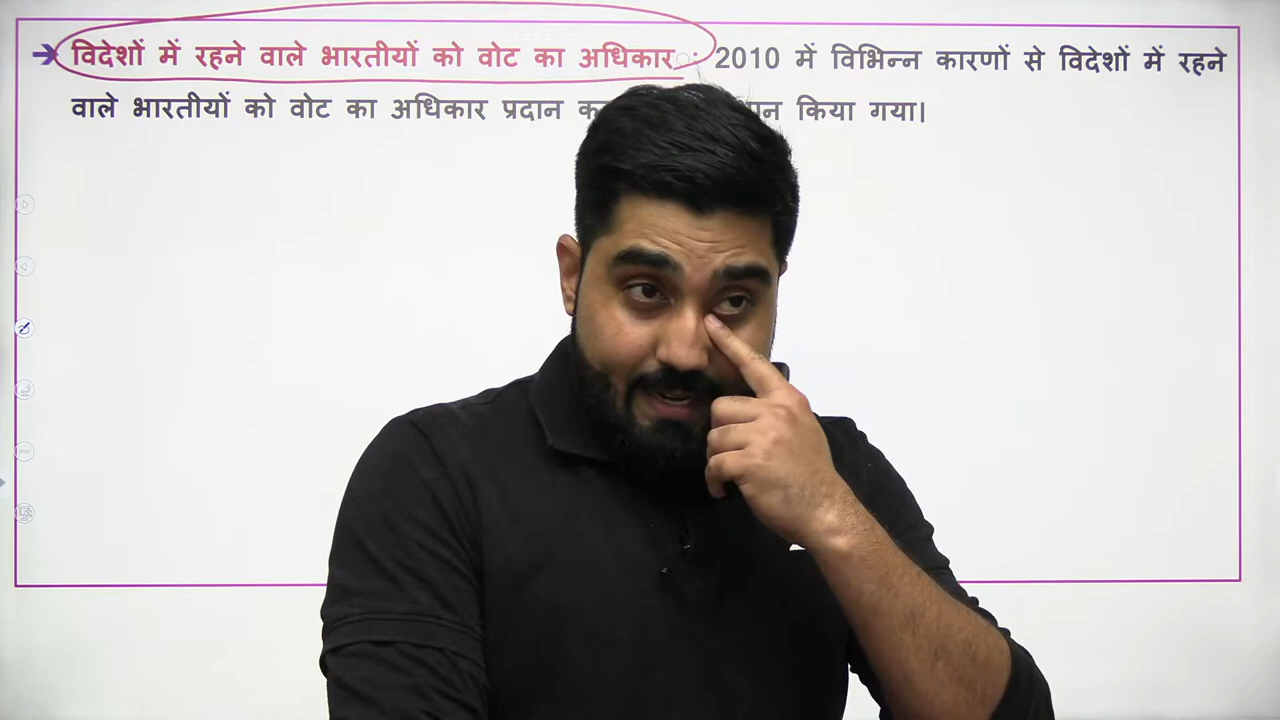 → विदेशों में रहने वाले भारतीयों को वोट का अधिकार : 2010 में विभिन्न कारणों से विदेशों में रहने
वाले भारतीयों को वोट का अधिकार प्रदान किया गया।